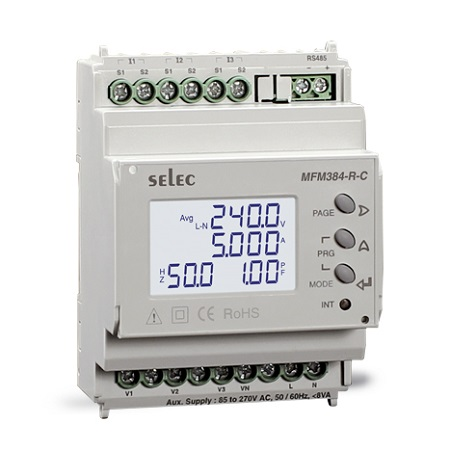 I1 I2 I3 RS485
S1 S2 S1 S2 S1 S2 - +
selec MFM384-R-C
Avg L-N 240.0 V
5.000 A
HZ 50.0 1.00 PF
PAGE
PRG
MODE
INT
CE RoHS
V1 V2 V3 VN L N
Aux. Supply : 85 to 270V AC, 50 / 60Hz, <8VA